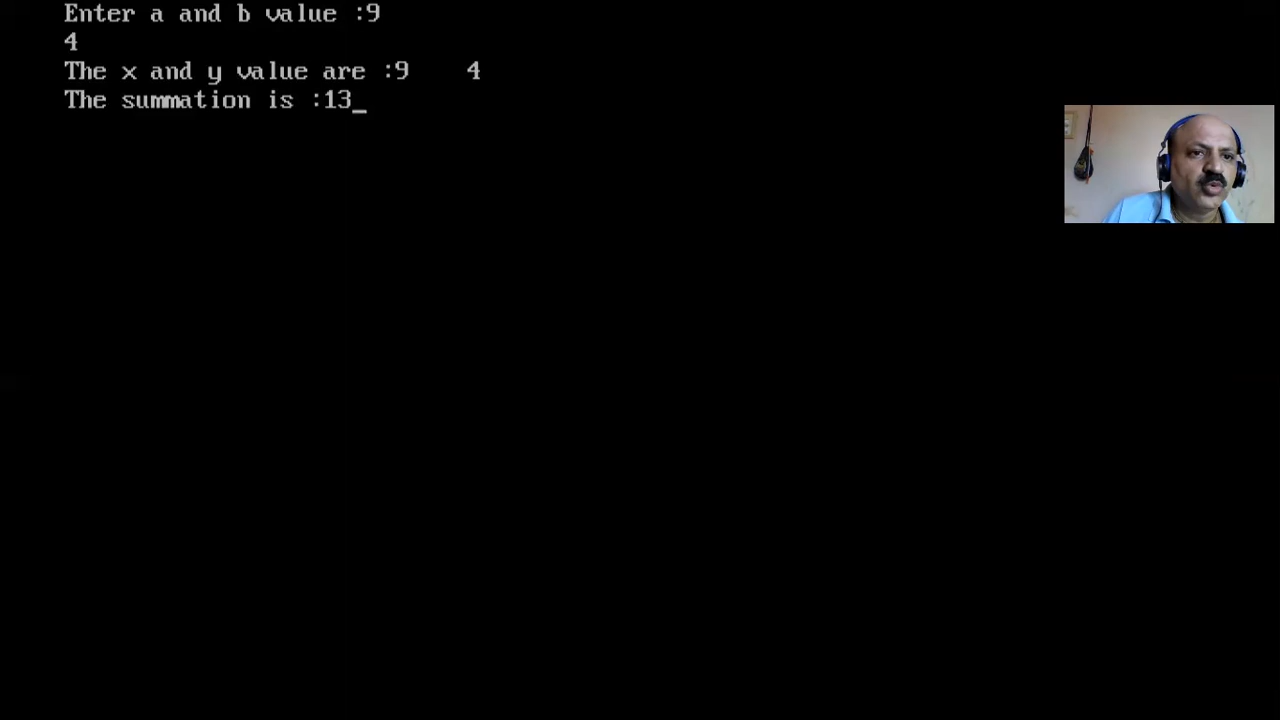 Enter a and b value :9
4
The x and y value are :9    4
The summation is :13_